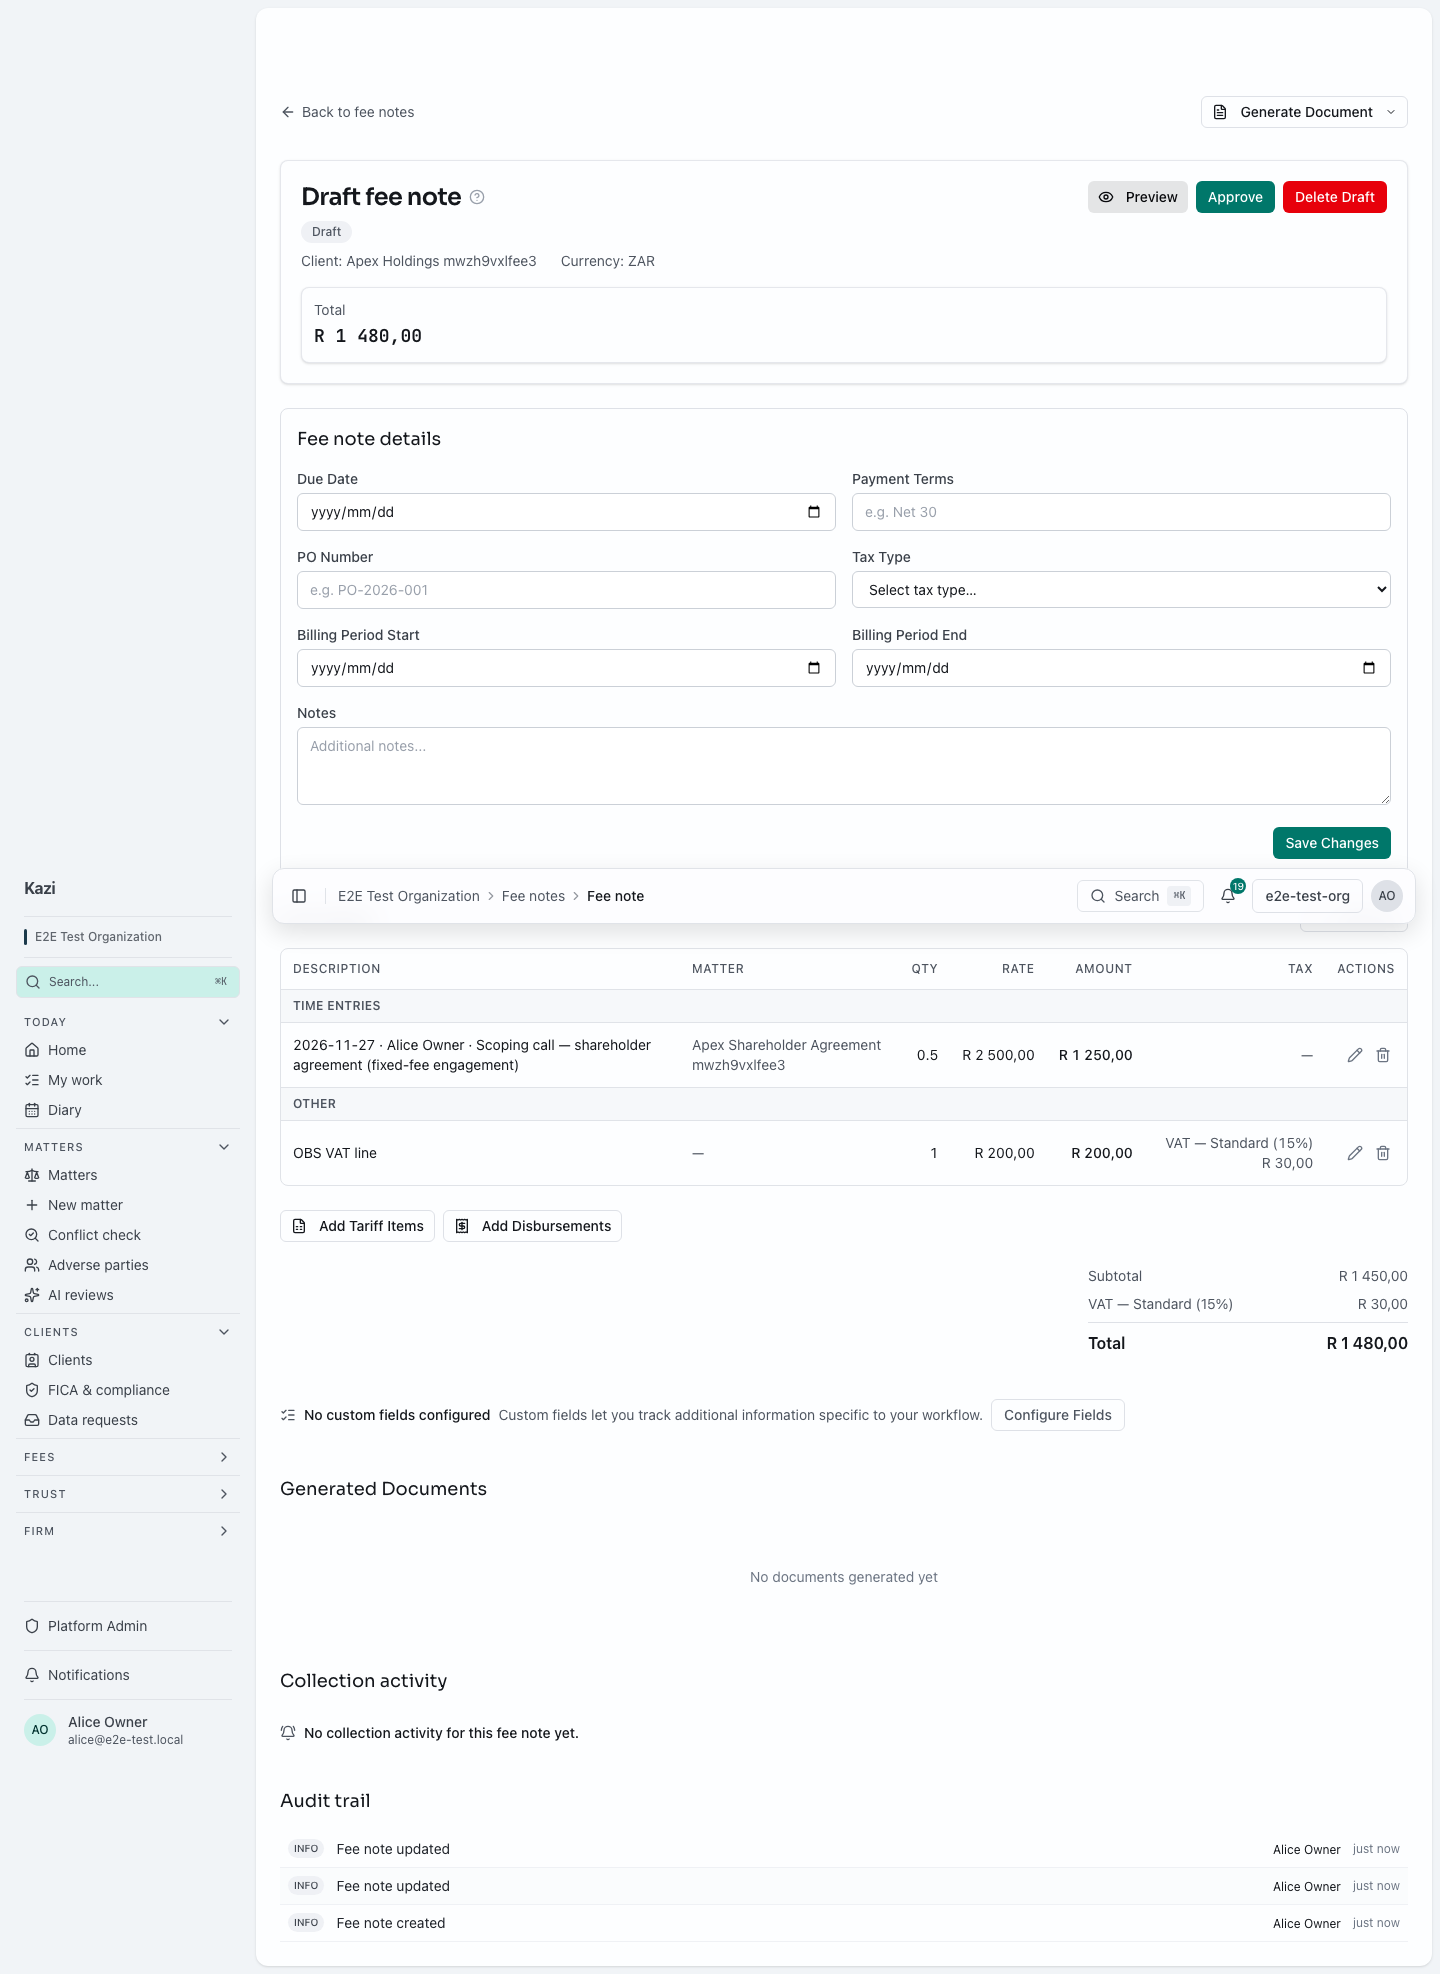 Back to fee notes
Generate Document
Draft fee note
Preview
Approve
Delete Draft
Draft
Client: Apex Holdings mwzh9vxlfee3 Currency: ZAR
Total
R 1 480,00
Fee note details
Due Date
Payment Terms
yyyy/mm/dd
e.g. Net 30
PO Number
Tax Type
e.g. PO-2026-001
Select tax type...
Billing Period Start
Billing Period End
yyyy/mm/dd
yyyy/mm/dd
Notes
Additional notes...
Save Changes
Kazi
E2E Test Organization
Search...
⌘K
TODAY
Home
My work
Diary
MATTERS
Matters
New matter
Conflict check
Adverse parties
AI reviews
CLIENTS
Clients
FICA & compliance
Data requests
FEES
TRUST
FIRM
Platform Admin
Notifications
AO
Alice Owner
alice@e2e-test.local
E2E Test Organization > Fee notes > Fee note
Search ⌘K
19
e2e-test-org
AO
DESCRIPTION MATTER QTY RATE AMOUNT TAX ACTIONS
TIME ENTRIES
2026-11-27 · Alice Owner · Scoping call — shareholder
agreement (fixed-fee engagement)
Apex Shareholder Agreement
mwzh9vxlfee3
0.5 R 2 500,00 R 1 250,00 —
OTHER
OBS VAT line — 1 R 200,00 R 200,00
VAT — Standard (15%)
R 30,00
Add Tariff Items
Add Disbursements
Subtotal R 1 450,00
VAT — Standard (15%) R 30,00
Total R 1 480,00
No custom fields configured Custom fields let you track additional information specific to your workflow.
Configure Fields
Generated Documents
No documents generated yet
Collection activity
No collection activity for this fee note yet.
Audit trail
INFO Fee note updated Alice Owner just now
INFO Fee note updated Alice Owner just now
INFO Fee note created Alice Owner just now